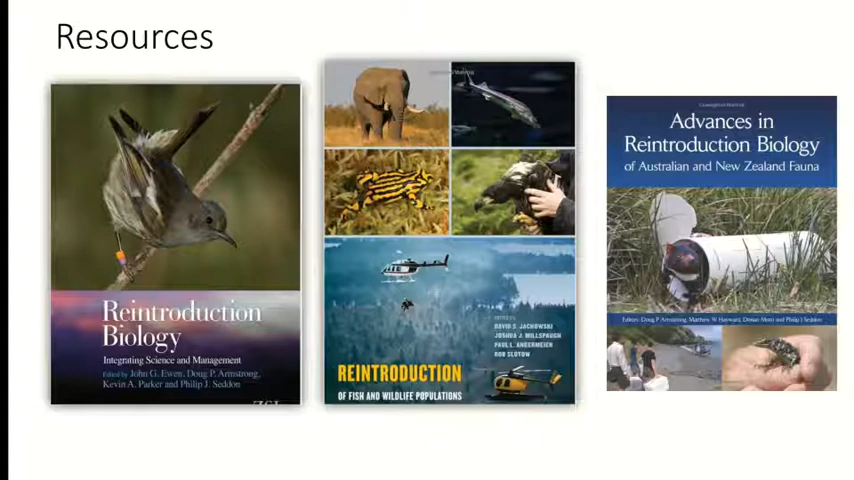 Resources
Reintroduction
Biology
Integrating Science and Management
Edited by John G. Ewen, Doug P. Armstrong,
Kevin A. Parker and Philip J. Seddon
EDITED BY
DAVID S. JACHOWSKI
JOSHUA J. MILLSPAUGH
PAUL L. ANGERMEIER
ROB SLOTOW
REINTRODUCTION
OF FISH AND WILDLIFE POPULATIONS
Advances in
Reintroduction Biology
of Australian and New Zealand Fauna
Editors: Doug P Armstrong, Matthew W Hayward, Dorian Moro and Philip J Seddon